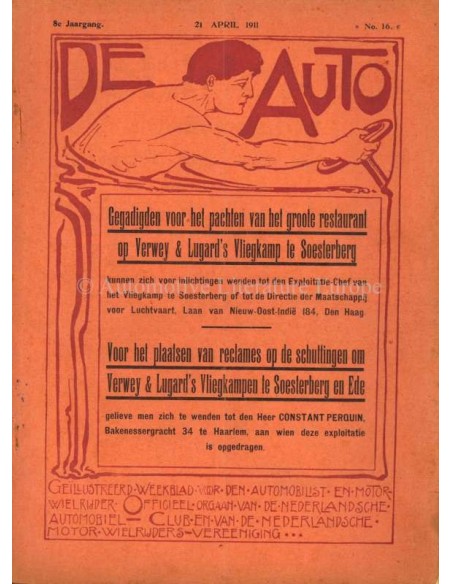 8e Jaargang.
21 APRIL 1911
No. 16.
DE AUTO
Gegadigden voor het pachten van het groote restaurant
op Verwey & Lugard's Vliegkamp te Soesterberg
kunnen zich voor inlichtingen wenden tot den Exploitatie-Chef van
het Vliegkamp te Soesterberg of tot de Directie der Maatschappij
voor Luchtvaart, Laan van Nieuw-Oost-Indië 184, Den Haag.
© Automotive Literature Europe
Voor het plaatsen van reclames op de schuttingen om
Verwey & Lugard's Vliegkampen te Soesterberg en Ede
gelieve men zich te wenden tot den Heer CONSTANT PERQUIN,
Bakenessergracht 34 te Haarlem, aan wien deze exploitatie
is opgedragen.
GEÏLLUSTREERD·WEEKBLAD·VOOR·DEN·AUTOMOBILIST·EN·MOTOR-
WIELRIJDER·OFFICIEEL·ORGAAN·VAN·DE·NEDERLANDSCHE·
AUTOMOBIEL–CLUB·EN·VAN·DE·NEDERLANDSCHE·
MOTOR·WIELRIJDERS–VEREENIGING···